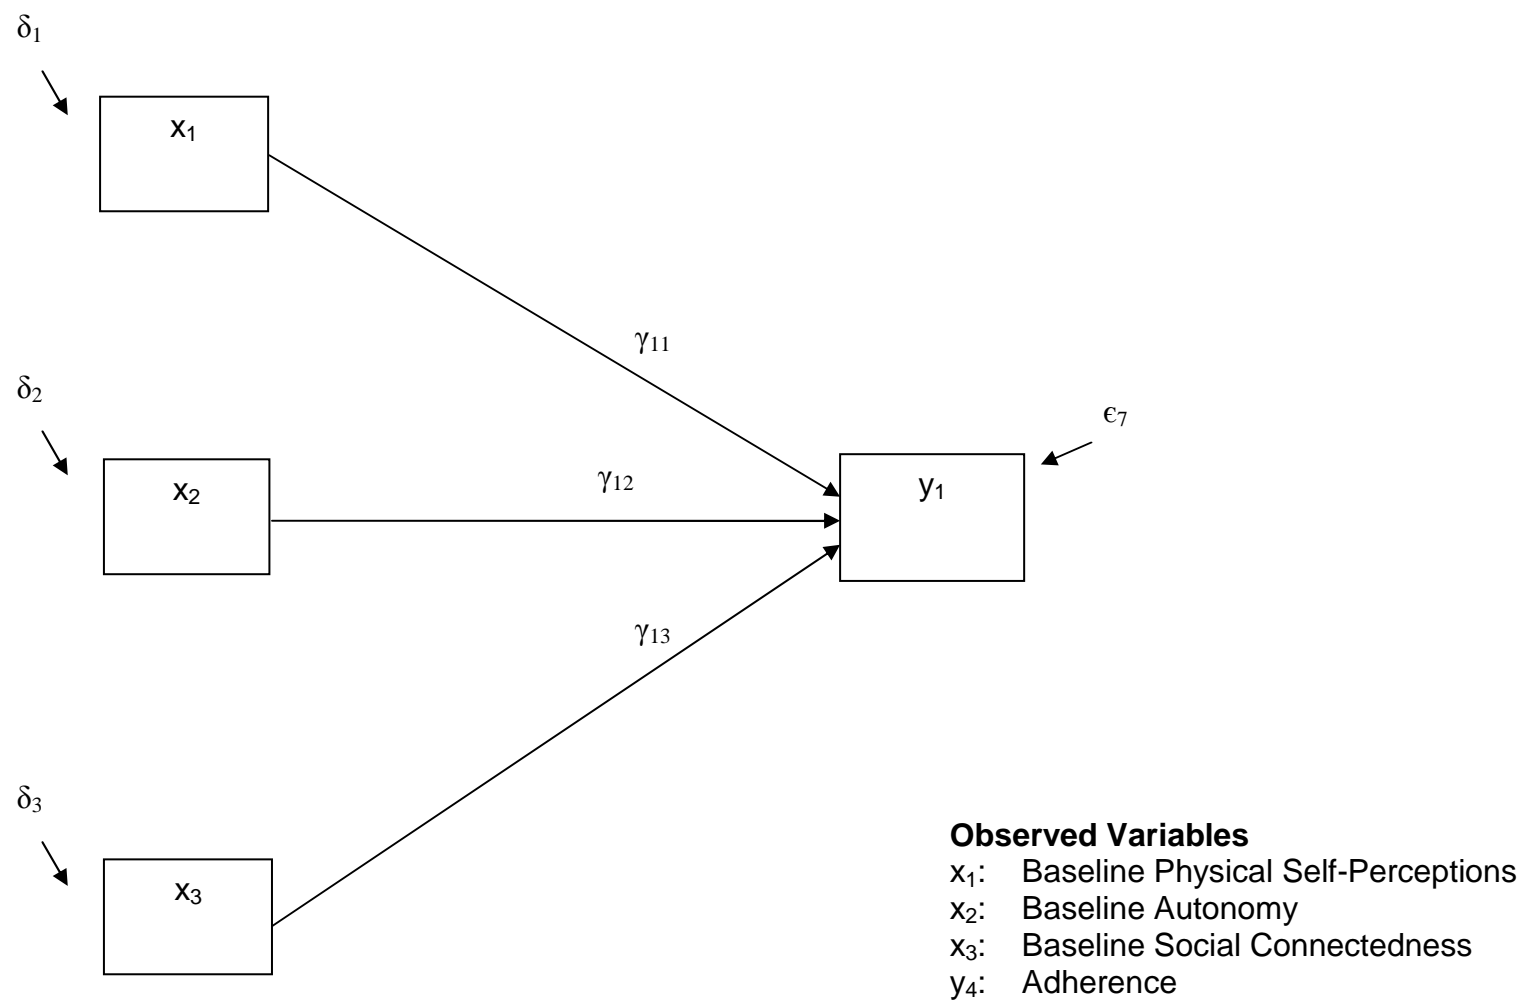 δ1
x1
γ11
δ2
ϵ7
x2
γ12
y1
γ13
δ3
x3
Observed Variables
x1: Baseline Physical Self-Perceptions
x2: Baseline Autonomy
x3: Baseline Social Connectedness
y4: Adherence